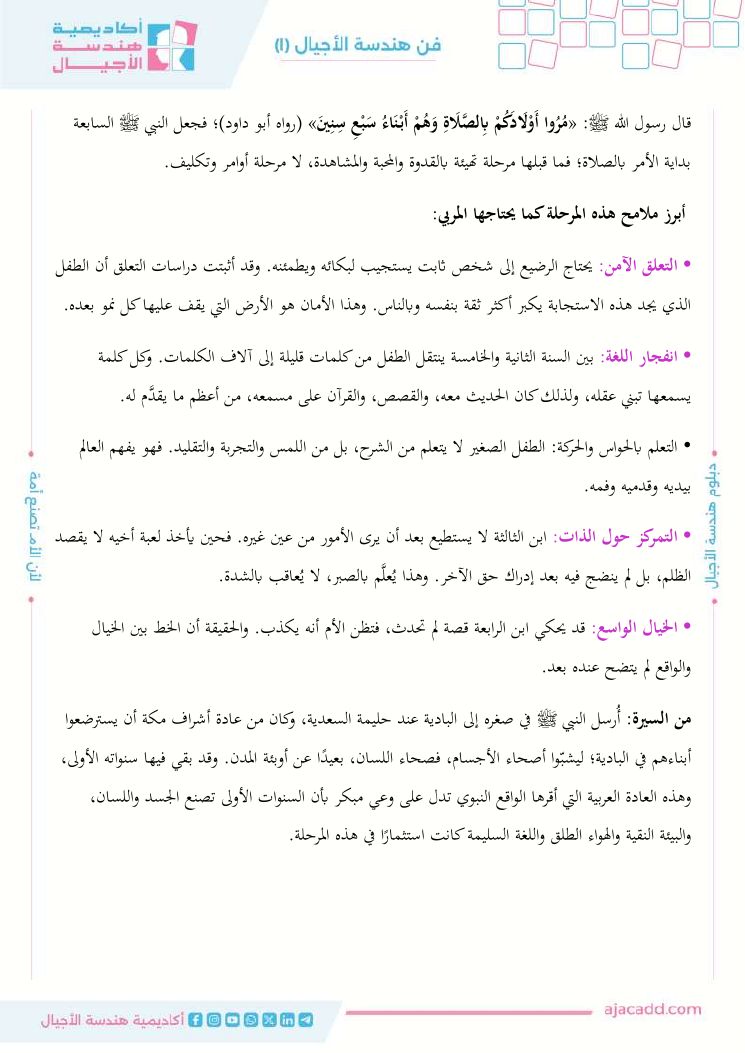 أكاديمية
هندسة
الأجيال
فن هندسة الأجيال (١)
قال رسول الله ﷺ: «مُرُوا أَوْلَادَكُمْ بِالصَّلَاةِ وَهُمْ أَبْنَاءُ سَبْعِ سِنِينَ» (رواه أبو داود)؛ فجعل النبي ﷺ السابعة
بداية الأمر بالصلاة؛ فما قبلها مرحلة تهيئة بالقدوة والمحبة والمشاهدة، لا مرحلة أوامر وتكليف.
أبرز ملامح هذه المرحلة كما يحتاجها المربي:
• التعلق الآمن: يحتاج الرضيع إلى شخص ثابت يستجيب لبكائه ويطمئنه. وقد أثبتت دراسات التعلق أن الطفل
الذي يجد هذه الاستجابة يكبر أكثر ثقة بنفسه وبالناس. وهذا الأمان هو الأرض التي يقف عليها كل نمو بعده.
• انفجار اللغة: بين السنة الثانية والخامسة ينتقل الطفل من كلمات قليلة إلى آلاف الكلمات. وكل كلمة
يسمعها تبني عقله، ولذلك كان الحديث معه، والقصص، والقرآن على مسمعه، من أعظم ما يقدَّم له.
• التعلم بالحواس والحركة: الطفل الصغير لا يتعلم من الشرح، بل من اللمس والتجربة والتقليد. فهو يفهم العالم
بيديه وقدميه وفمه.
• التمركز حول الذات: ابن الثالثة لا يستطيع بعد أن يرى الأمور من عين غيره. فحين يأخذ لعبة أخيه لا يقصد
الظلم، بل لم ينضج فيه بعد إدراك حق الآخر. وهذا يُعلَّم بالصبر، لا يُعاقب بالشدة.
• الخيال الواسع: قد يحكي ابن الرابعة قصة لم تحدث، فتظن الأم أنه يكذب. والحقيقة أن الخط بين الخيال
والواقع لم يتضح عنده بعد.
من السيرة: أُرسل النبي ﷺ في صغره إلى البادية عند حليمة السعدية، وكان من عادة أشراف مكة أن يسترضعوا
أبناءهم في البادية؛ ليشبّوا أصحاء الأجسام، فصحاء اللسان، بعيدًا عن أوبئة المدن. وقد بقي فيها سنواته الأولى،
وهذه العادة العربية التي أقرها الواقع النبوي تدل على وعي مبكر بأن السنوات الأولى تصنع الجسد واللسان،
والبيئة النقية والهواء الطلق واللغة السليمة كانت استثمارًا في هذه المرحلة.
دبلوم هندسة الأجيال
لأن الأم تصنع أمة
ajacadd.com
أكاديمية هندسة الأجيال